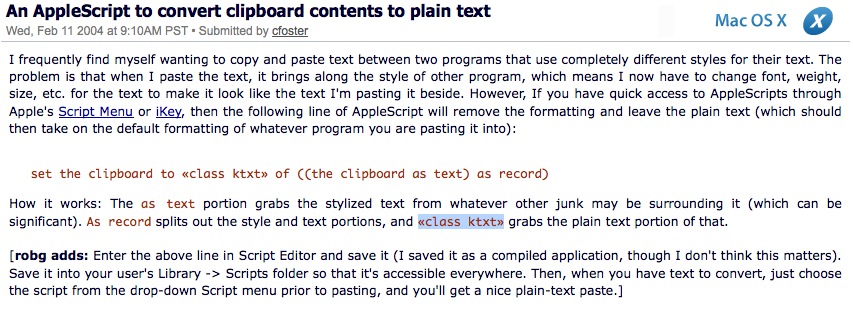 An AppleScript to convert clipboard contents to plain text
Wed, Feb 11 2004 at 9:10AM PST • Submitted by cfoster
Mac OS X X
I frequently find myself wanting to copy and paste text between two programs that use completely different styles for their text. The
problem is that when I paste the text, it brings along the style of other program, which means I now have to change font, weight,
size, etc. for the text to make it look like the text I'm pasting it beside. However, If you have quick access to AppleScripts through
Apple's Script Menu or iKey, then the following line of AppleScript will remove the formatting and leave the plain text (which should
then take on the default formatting of whatever program you are pasting it into):
set the clipboard to «class ktxt» of ((the clipboard as text) as record)
How it works: The as text portion grabs the stylized text from whatever other junk may be surrounding it (which can be
significant). As record splits out the style and text portions, and «class ktxt» grabs the plain text portion of that.
[robg adds: Enter the above line in Script Editor and save it (I saved it as a compiled application, though I don't think this matters).
Save it into your user's Library -> Scripts folder so that it's accessible everywhere. Then, when you have text to convert, just choose
the script from the drop-down Script menu prior to pasting, and you'll get a nice plain-text paste.]